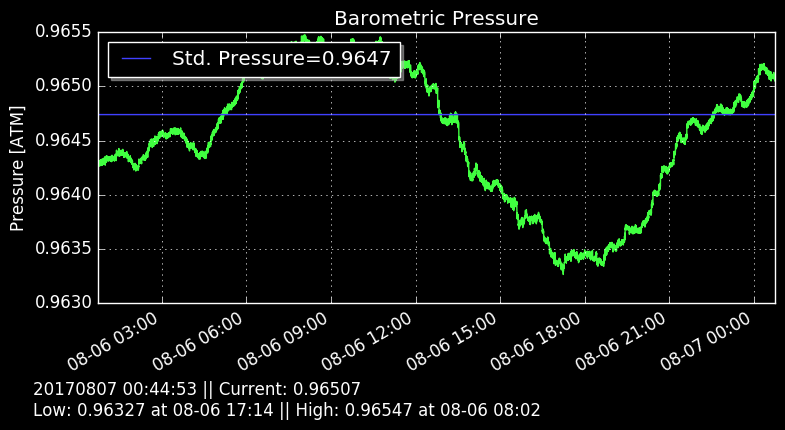 Barometric Pressure
Std. Pressure=0.9647
Pressure [ATM]
0.9655
0.9650
0.9645
0.9640
0.9635
0.9630
08-06 03:00
08-06 06:00
08-06 09:00
08-06 12:00
08-06 15:00
08-06 18:00
08-06 21:00
08-07 00:00
20170807 00:44:53 || Current: 0.96507
Low: 0.96327 at 08-06 17:14 || High: 0.96547 at 08-06 08:02